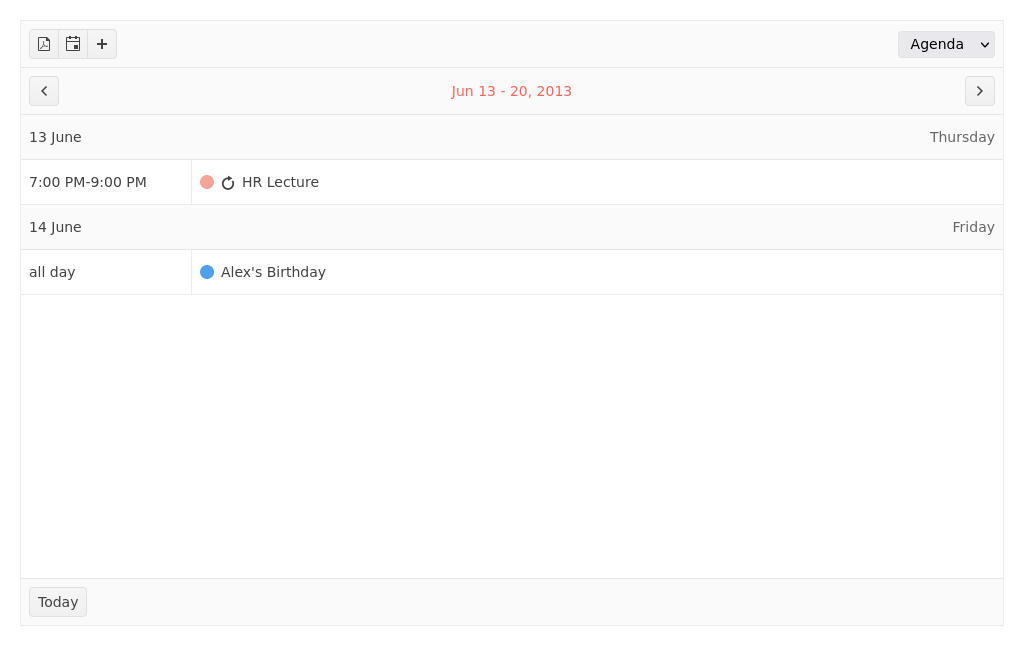 Agenda
Jun 13 - 20, 2013
13 June Thursday
7:00 PM-9:00 PM HR Lecture
14 June Friday
all day Alex's Birthday
Today